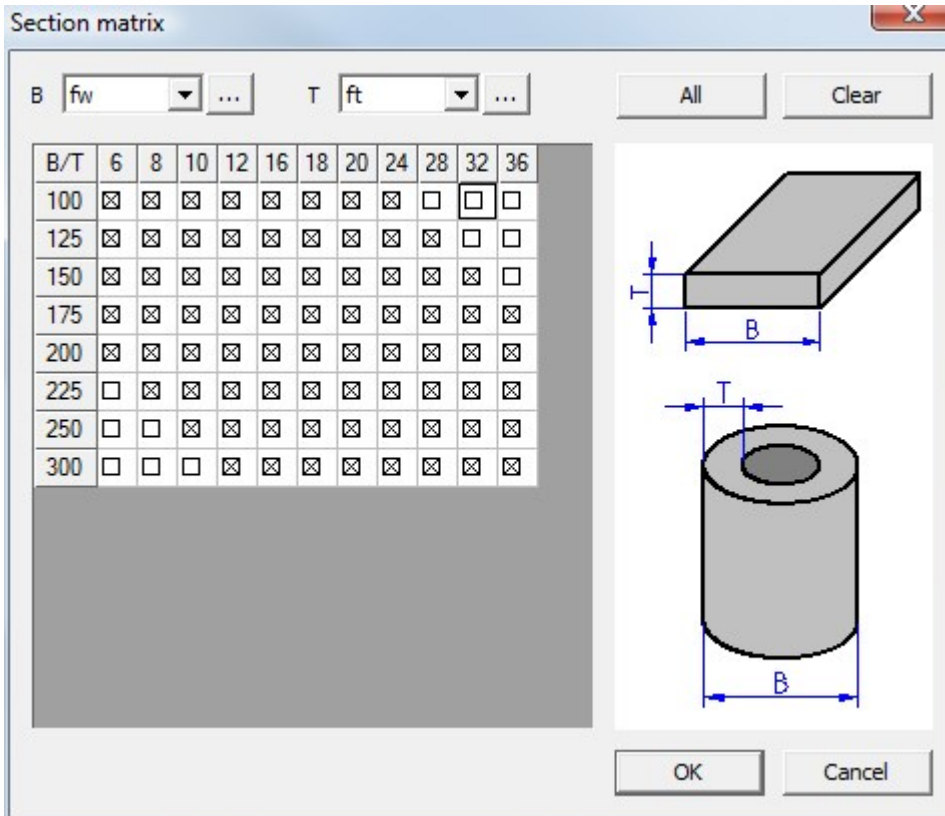 Section matrix
B fw ... T ft ... All Clear
B/T 6 8 10 12 16 18 20 24 28 32 36
100
125
150
175
200
225
250
300
T
B
T
B
OK Cancel